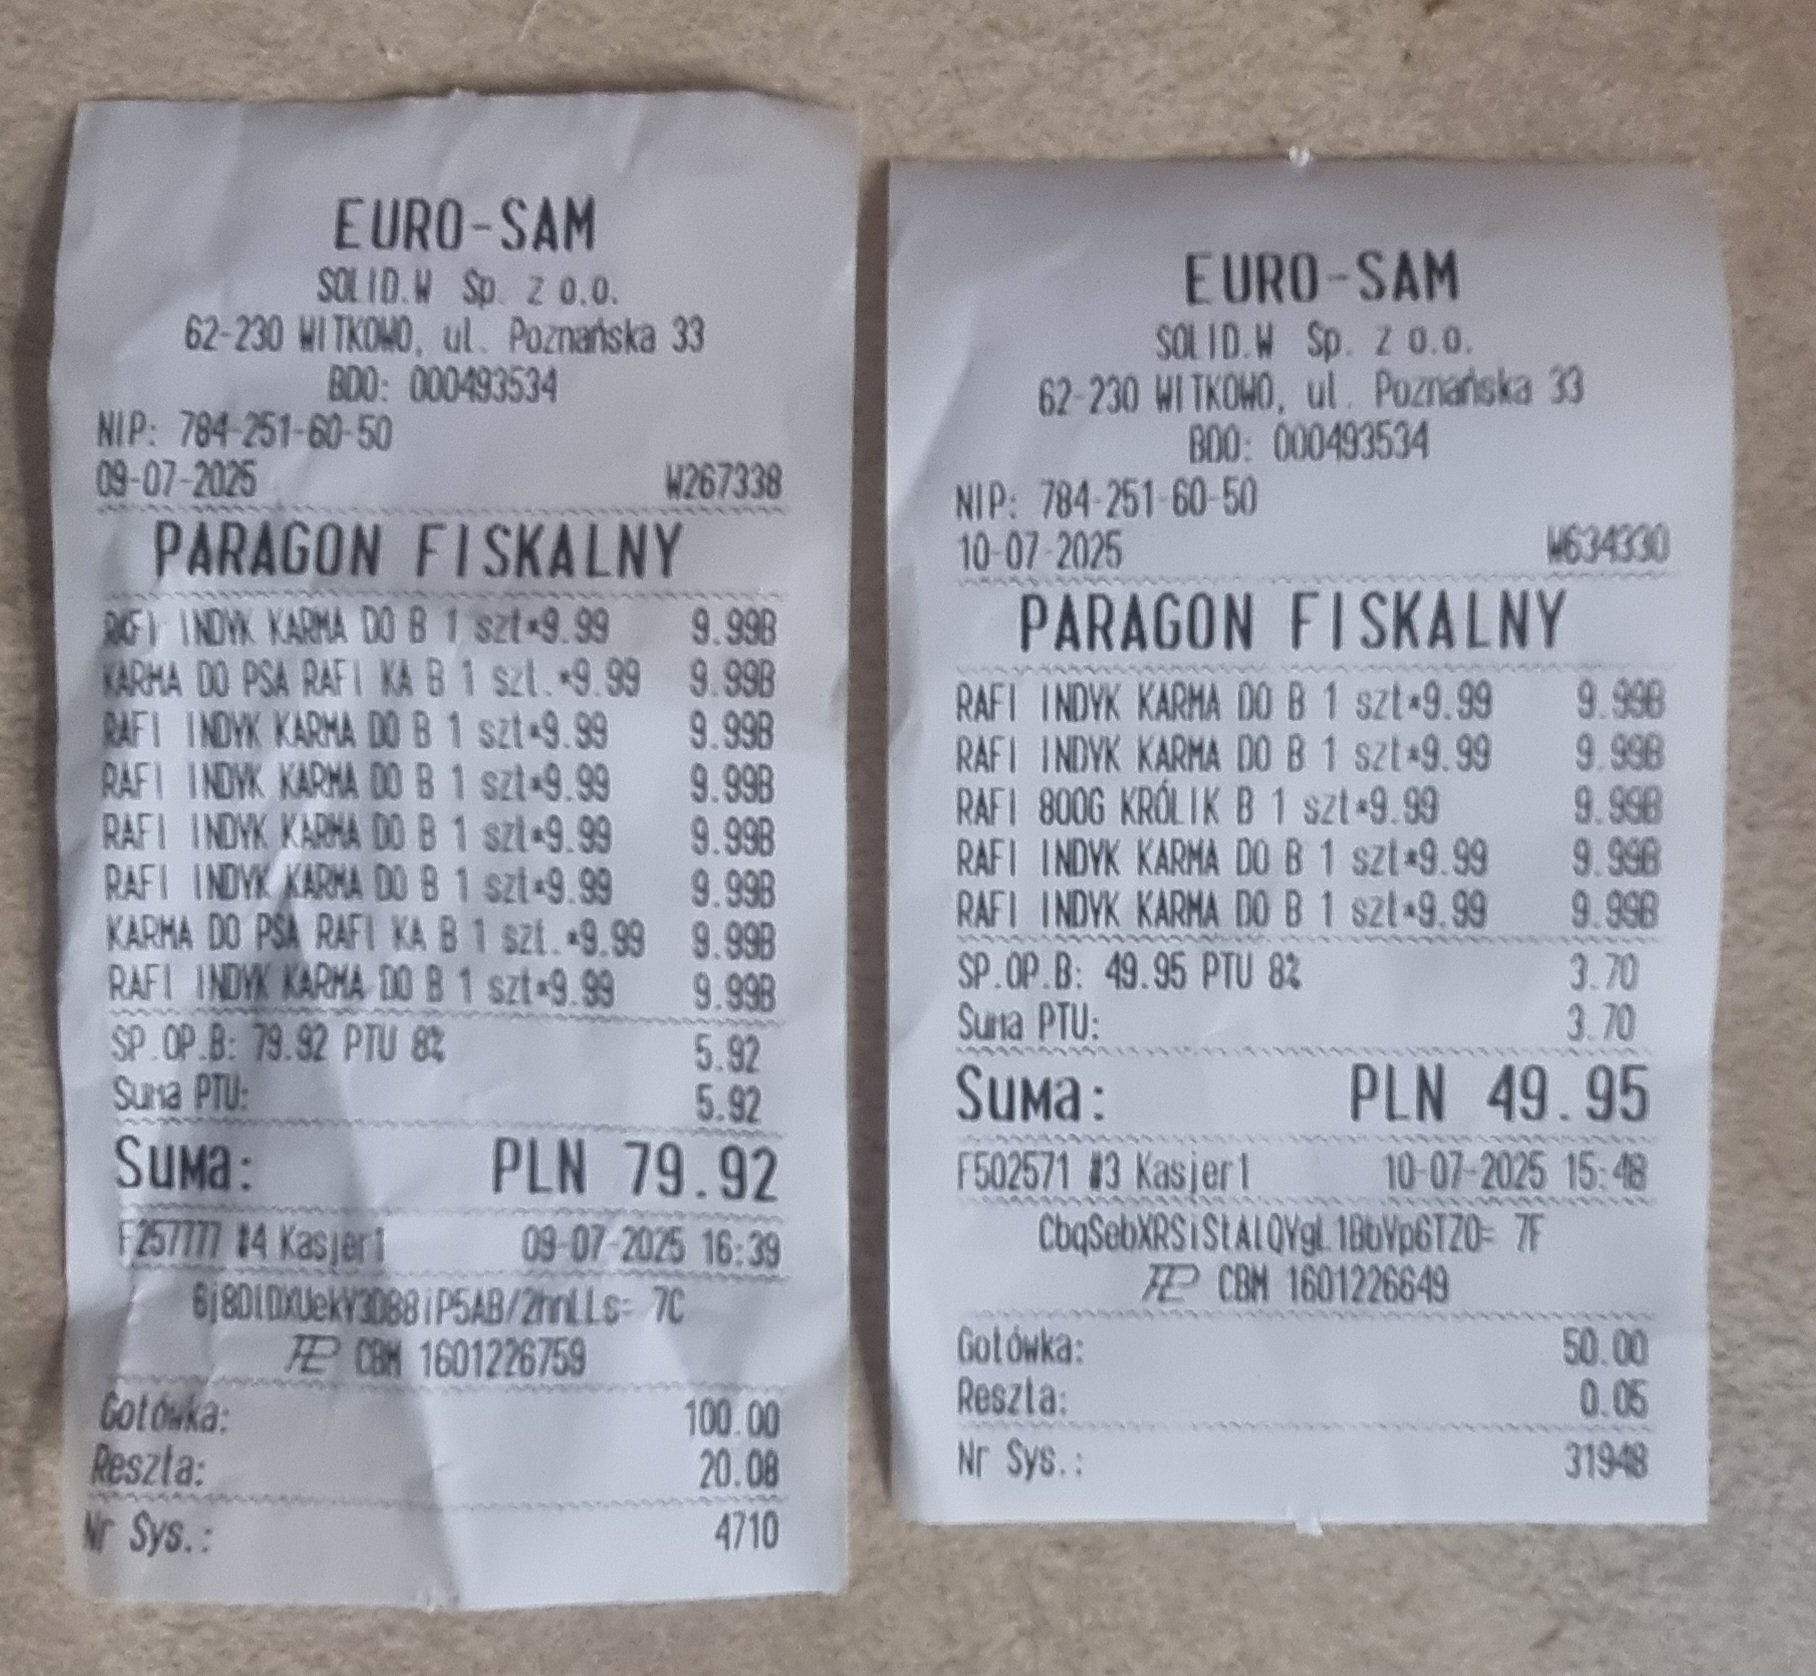 EURO-SAM
SOLID.W Sp. z o.o.
62-230 WITKOWO, ul. Poznańska 33
BDO: 000493534
NIP: 784-251-60-50
09-07-2025 W267338
PARAGON FISKALNY
RAFI INDYK KARMA DO B 1 szt*9.99 9.99B
KARMA DO PSA RAFI KA B 1 szt.*9.99 9.99B
RAFI INDYK KARMA DO B 1 szt*9.99 9.99B
RAFI INDYK KARMA DO B 1 szt*9.99 9.99B
RAFI INDYK KARMA DO B 1 szt*9.99 9.99B
RAFI INDYK KARMA DO B 1 szt*9.99 9.99B
KARMA DO PSA RAFI KA B 1 szt.*9.99 9.99B
RAFI INDYK KARMA DO B 1 szt*9.99 9.99B
SP.OP.B: 79.92 PTU 8% 5.92
Suma PTU: 5.92
Suma: PLN 79.92
F257777 #4 Kasjer1 09-07-2025 16:39
7C
CBM 1601226759
Gotówka: 100.00
Reszta: 20.08
Nr Sys.: 4710
EURO-SAM
SOLID.W Sp. z o.o.
62-230 WITKOWO, ul. Poznańska 33
BDO: 000493534
NIP: 784-251-60-50
10-07-2025 W634330
PARAGON FISKALNY
RAFI INDYK KARMA DO B 1 szt*9.99 9.99B
RAFI INDYK KARMA DO B 1 szt*9.99 9.99B
RAFI 800G KRÓLIK B 1 szt*9.99 9.99B
RAFI INDYK KARMA DO B 1 szt*9.99 9.99B
RAFI INDYK KARMA DO B 1 szt*9.99 9.99B
SP.OP.B: 49.95 PTU 8% 3.70
Suma PTU: 3.70
Suma: PLN 49.95
F502571 #3 Kasjer1 10-07-2025 15:48
7F
CBM 1601226649
Gotówka: 50.00
Reszta: 0.05
Nr Sys.: 31948